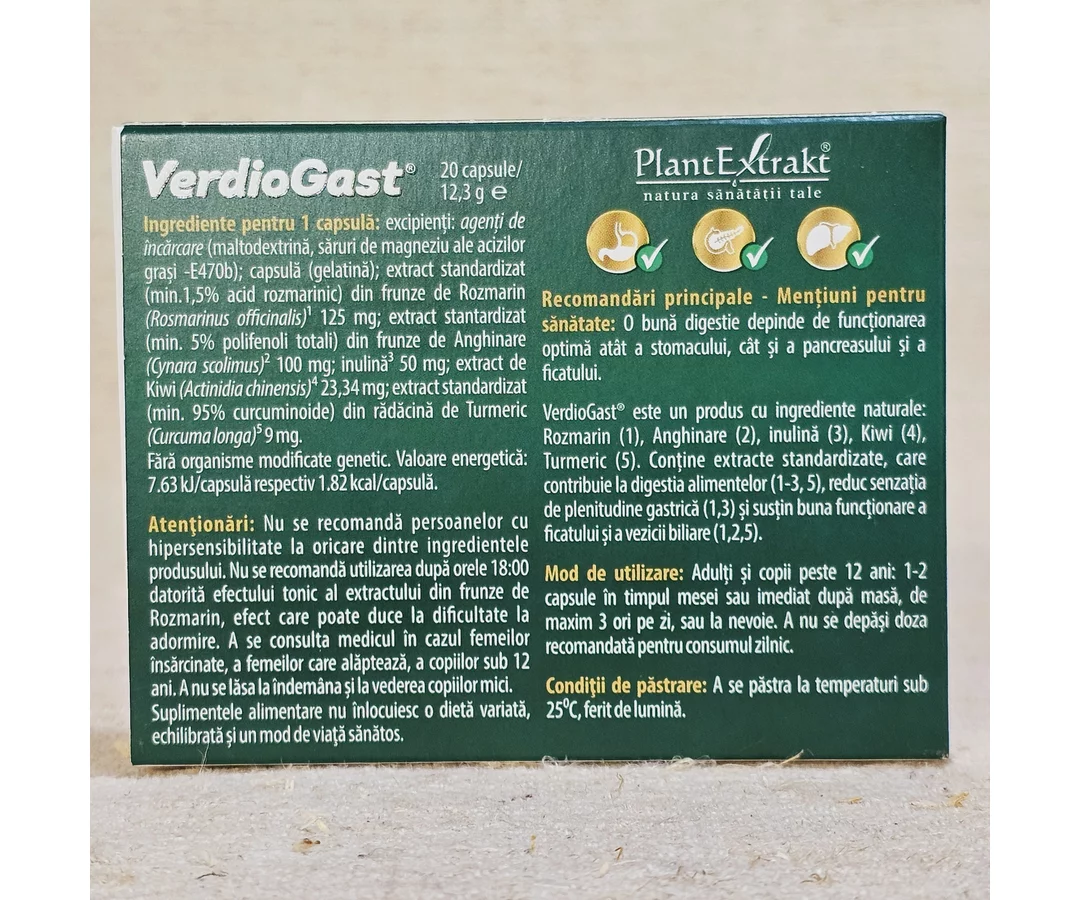 VerdioGast®
20 capsule/
12,3 g ℮
Ingrediente pentru 1 capsulă: excipienți: agenți de
încărcare (maltodextrină, săruri de magneziu ale acizilor
grași -E470b); capsulă (gelatină); extract standardizat
(min.1,5% acid rozmarinic) din frunze de Rozmarin
(Rosmarinus officinalis)¹ 125 mg; extract stantardizat
(min. 5% polifenoli totali) din frunze de Anghinare
(Cynara scolimus)² 100 mg; inulină³ 50 mg; extract de
Kiwi (Actinidia chinensis)⁴ 23,34 mg; extract standardizat
(min. 95% curcuminoide) din rădăcină de Turmeric
(Curcuma longa)⁵ 9 mg.
Fără organisme modificate genetic. Valoare energetică:
7.63 kJ/capsulă respectiv 1.82 kcal/capsulă.
Atenționări: Nu se recomandă persoanelor cu
hipersensibilitate la oricare dintre ingredientele
produsului. Nu se recomandă utilizarea după orele 18:00
datorită efectului tonic al extractului din frunze de
Rozmarin, efect care poate duce la dificultate la
adormire. A se consulta medicul în cazul femeilor
însărcinate, a femeilor care alăptează, a copiilor sub 12
ani. A nu se lăsa la îndemâna și la vederea copiilor mici.
Suplimentele alimentare nu înlocuiesc o dietă variată,
echilibrată și un mod de viață sănătos.
PlantExtrakt®
natura sănătății tale
Recomandări principale - Mențiuni pentru
sănătate: O bună digestie depinde de funcționarea
optimă atât a stomacului, cât și a pancreasului și a
ficatului.
VerdioGast® este un produs cu ingrediente naturale:
Rozmarin (1), Anghinare (2), inulină (3), Kiwi (4),
Turmeric (5). Conține extracte standardizate, care
contribuie la digestia alimentelor (1-3, 5), reduc senzația
de plenitudine gastrică (1,3) și susțin buna funcționare a
ficatului și a vezicii biliare (1,2,5).
Mod de utilizare: Adulți și copii peste 12 ani: 1-2
capsule în timpul mesei sau imediat după masă, de
maxim 3 ori pe zi, sau la nevoie. A nu se depăși doza
recomandată pentru consumul zilnic.
Condiții de păstrare: A se păstra la temperaturi sub
25⁰C, ferit de lumină.